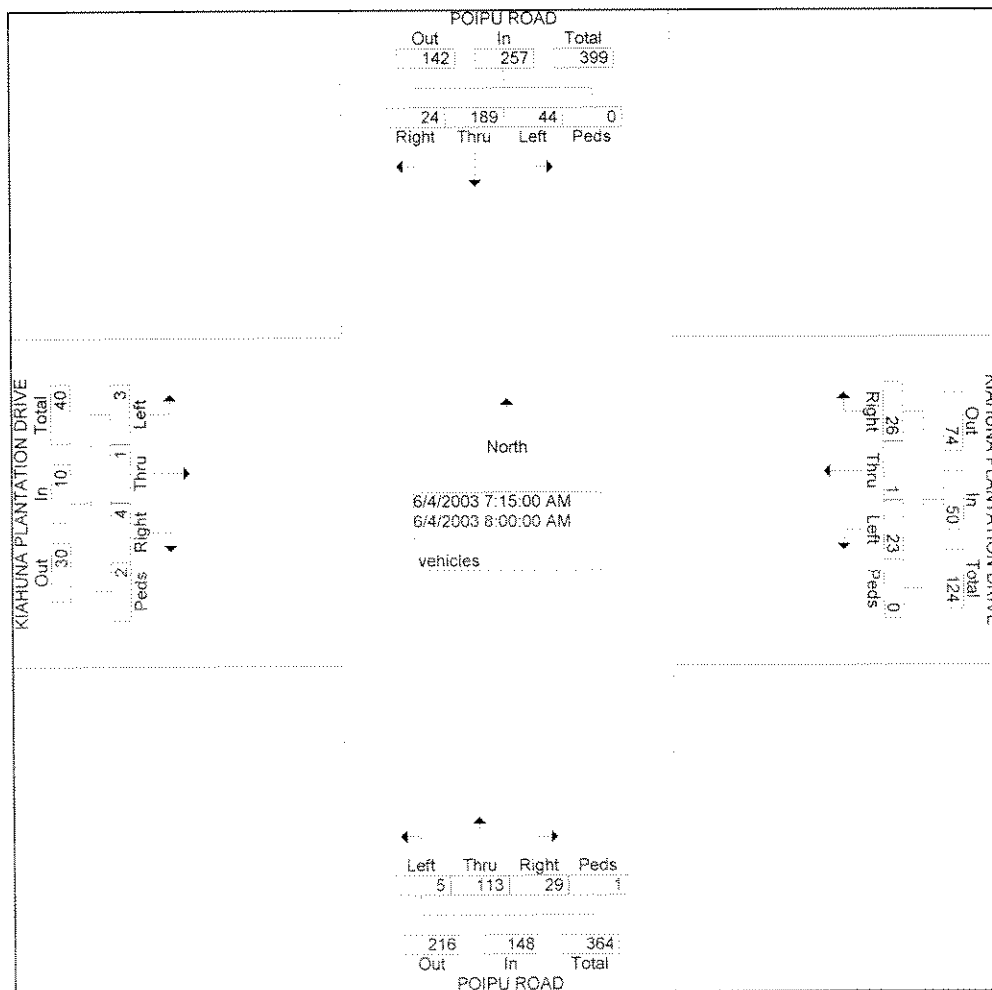 POIPU ROAD
Out In Total
142 257 399
24 189 44 0
Right Thru Left Peds
KIAHUNA PLANTATION DRIVE
Out In Total
30 10 40
2 4 1 3
Peds Right Thru Left
North
6/4/2003 7:15:00 AM
6/4/2003 8:00:00 AM
vehicles
Right Thru Left Peds
26 1 23 0
Out In Total
74 50 124
KIAHUNA PLANTATION DRIVE
Left Thru Right Peds
5 113 29 1
216 148 364
Out In Total
POIPU ROAD